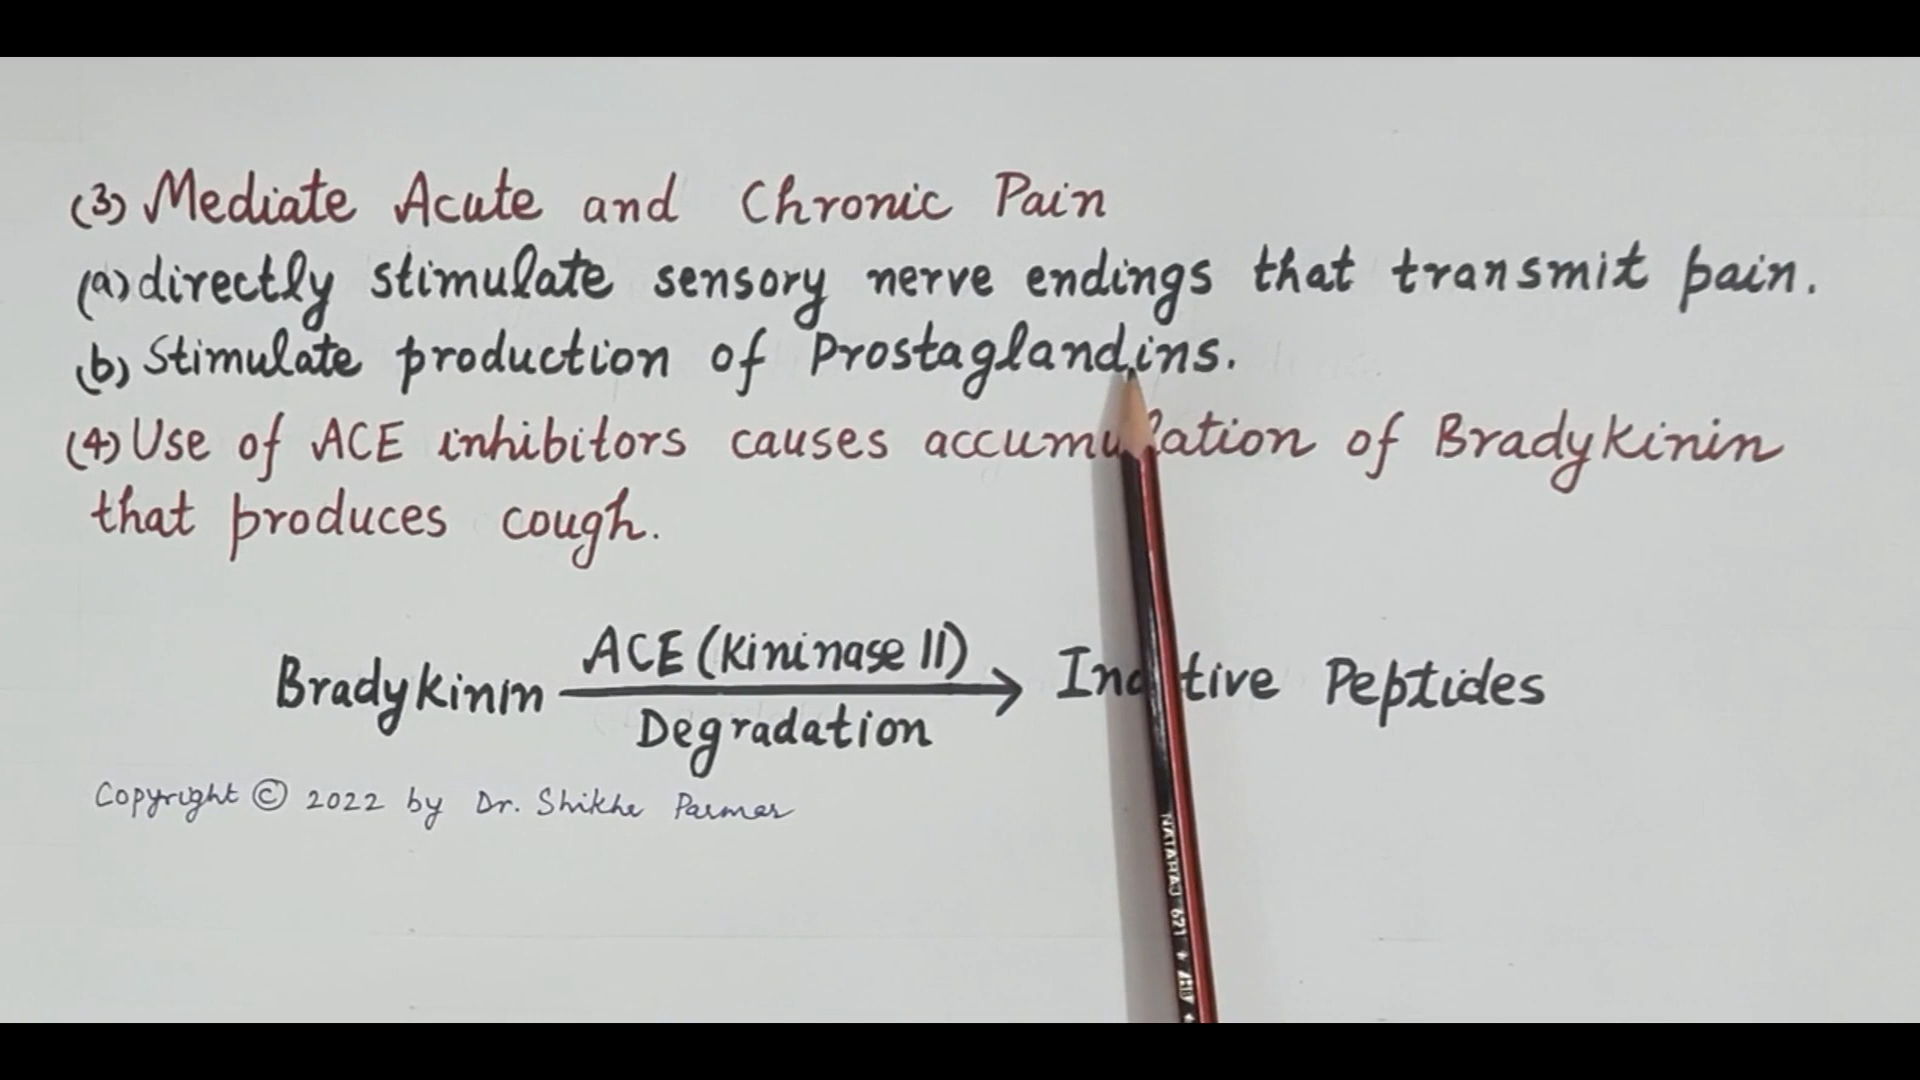 (3) Mediate Acute and Chronic Pain
(a) directly stimulate sensory nerve endings that transmit pain.
(b) Stimulate production of Prostaglandins.
(4) Use of ACE inhibitors causes accumulation of Bradykinin
that produces cough.
ACE (Kininase II)
Bradykinin → Inactive Peptides
Degradation
Copyright © 2022 by Dr. Shikha Parmar
NATARAJ 621